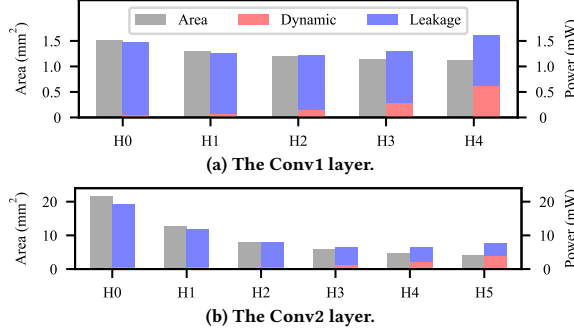 Area Dynamic Leakage
Area (mm²)
Power (mW)
1.5 1.5
1.0 1.0
0.5 0.5
0 0
H0 H1 H2 H3 H4
(a) The Conv1 layer.
Area (mm²)
Power (mW)
20 20
10 10
0 0
H0 H1 H2 H3 H4 H5
(b) The Conv2 layer.